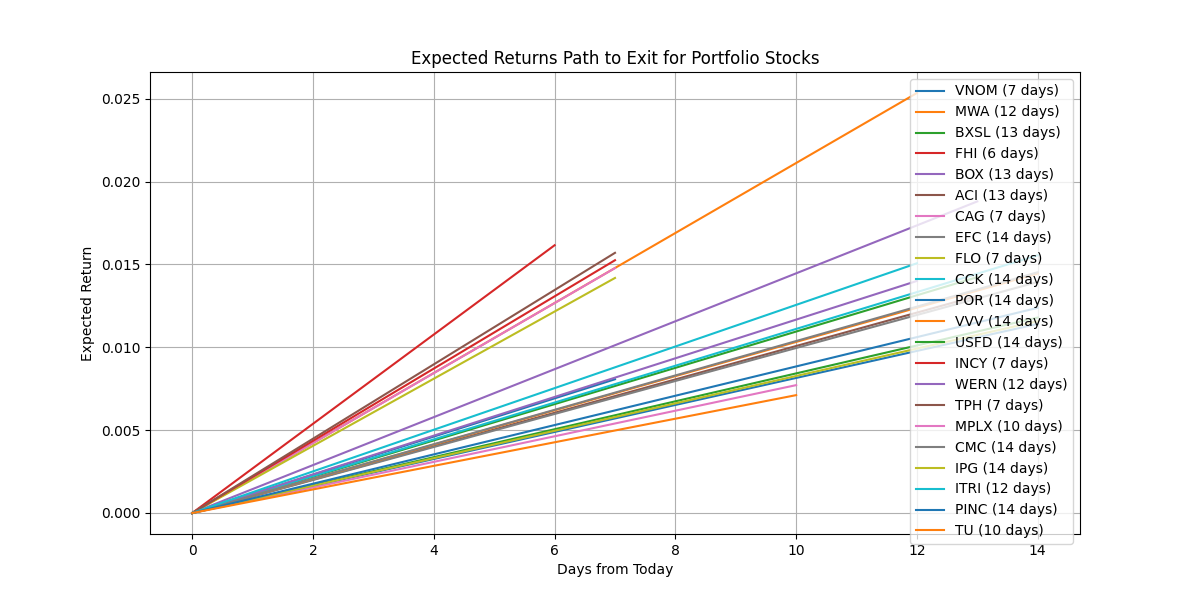 Expected Returns Path to Exit for Portfolio Stocks
Expected Return
0.025
0.020
0.015
0.010
0.005
0.000
0 2 4 6 8 10 12 14
Days from Today
VNOM (7 days)
MWA (12 days)
BXSL (13 days)
FHI (6 days)
BOX (13 days)
ACI (13 days)
CAG (7 days)
EFC (14 days)
FLO (7 days)
CCK (14 days)
POR (14 days)
VVV (14 days)
USFD (14 days)
INCY (7 days)
WERN (12 days)
TPH (7 days)
MPLX (10 days)
CMC (14 days)
IPG (14 days)
ITRI (12 days)
PINC (14 days)
TU (10 days)